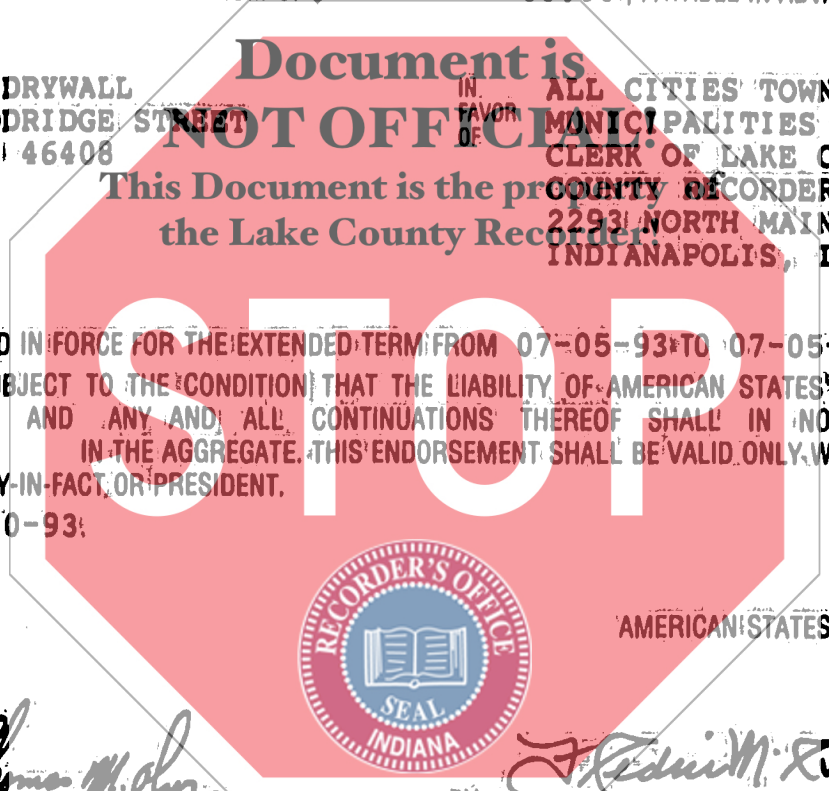 Document is
NOT OFFICIAL!
This Document is the property of
the Lake County Recorder!
DRYWALL
DRIDGE STREET
46408
IN
FAVOR
OF
ALL CITIES TOWN
MUNICIPALITIES
CLERK OF LAKE C
COUNTY RECORDER
2293 NORTH MAIN
INDIANAPOLIS, I
D IN FORCE FOR THE EXTENDED TERM FROM 07-05-93 TO 07-05-
BJECT TO THE CONDITION THAT THE LIABILITY OF AMERICAN STATES
AND ANY AND ALL CONTINUATIONS THEREOF SHALL IN NO
IN THE AGGREGATE. THIS ENDORSEMENT SHALL BE VALID ONLY W
Y-IN-FACT OR PRESIDENT.
0-93
STOP
AMERICAN STATES
RECORDER'S OFFICE
SEAL
INDIANA